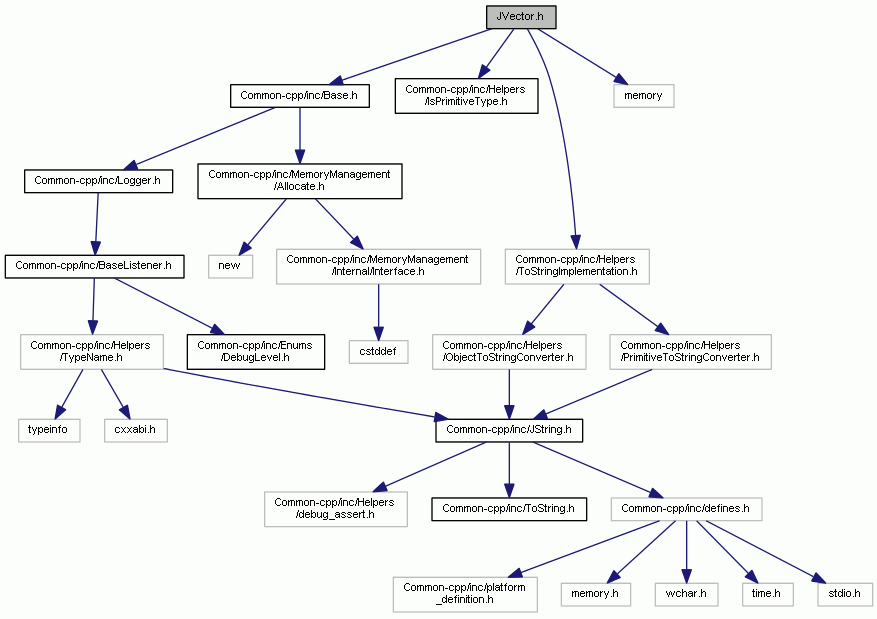 JVector.h
Common-cpp/inc/Base.h
Common-cpp/inc/Helpers
/IsPrimitiveType.h
memory
Common-cpp/inc/Logger.h
Common-cpp/inc/MemoryManagement
/Allocate.h
Common-cpp/inc/BaseListener.h
new
Common-cpp/inc/MemoryManagement
/Internal/Interface.h
Common-cpp/inc/Helpers
/ToStringImplementation.h
Common-cpp/inc/Helpers
/TypeName.h
Common-cpp/inc/Enums
/DebugLevel.h
cstddef
Common-cpp/inc/Helpers
/ObjectToStringConverter.h
Common-cpp/inc/Helpers
/PrimitiveToStringConverter.h
typeinfo
cxxabi.h
Common-cpp/inc/JString.h
Common-cpp/inc/Helpers
/debug_assert.h
Common-cpp/inc/ToString.h
Common-cpp/inc/defines.h
Common-cpp/inc/platform
_definition.h
memory.h
wchar.h
time.h
stdio.h